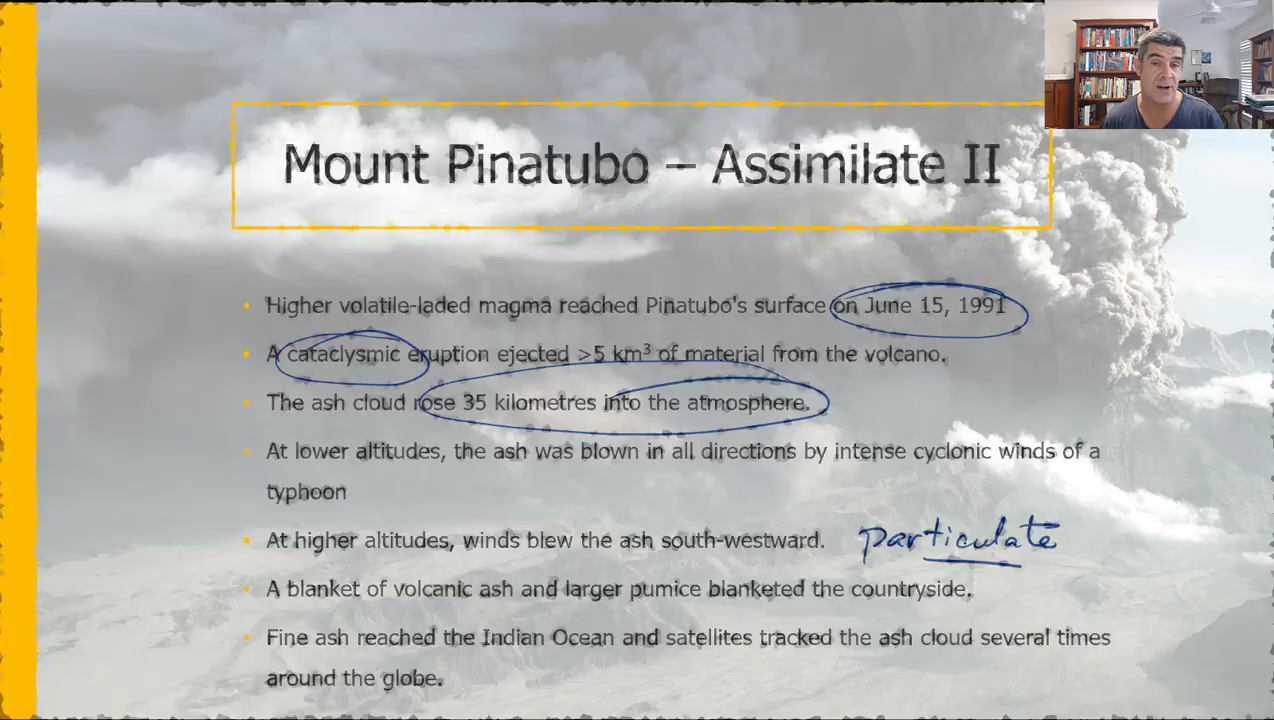 Mount Pinatubo – Assimilate II
• Higher volatile-laded magma reached Pinatubo's surface on June 15, 1991
• A cataclysmic eruption ejected >5 km³ of material from the volcano.
• The ash cloud rose 35 kilometres into the atmosphere.
• At lower altitudes, the ash was blown in all directions by intense cyclonic winds of a
typhoon
• At higher altitudes, winds blew the ash south-westward. particulate
• A blanket of volcanic ash and larger pumice blanketed the countryside.
• Fine ash reached the Indian Ocean and satellites tracked the ash cloud several times
around the globe.